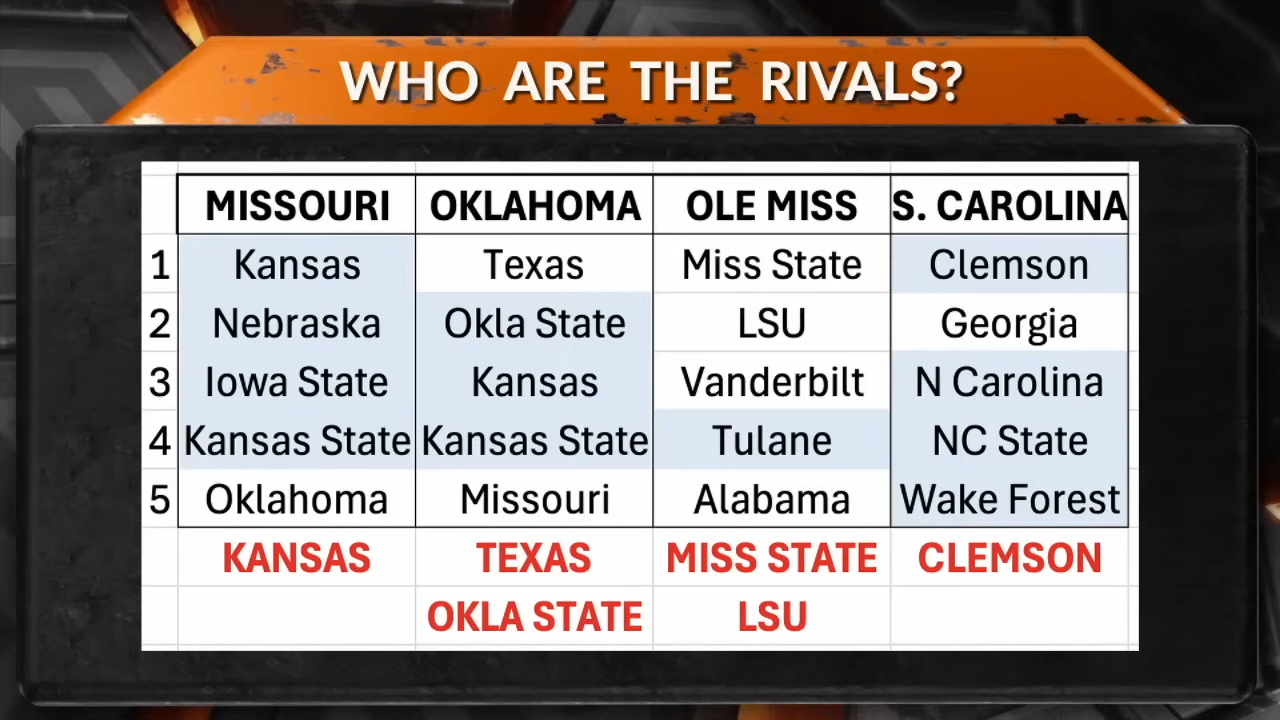 WHO ARE THE RIVALS?
MISSOURI OKLAHOMA OLE MISS S. CAROLINA
1 Kansas Texas Miss State Clemson
2 Nebraska Okla State LSU Georgia
3 Iowa State Kansas Vanderbilt N Carolina
4 Kansas State Kansas State Tulane NC State
5 Oklahoma Missouri Alabama Wake Forest
KANSAS TEXAS MISS STATE CLEMSON
OKLA STATE LSU